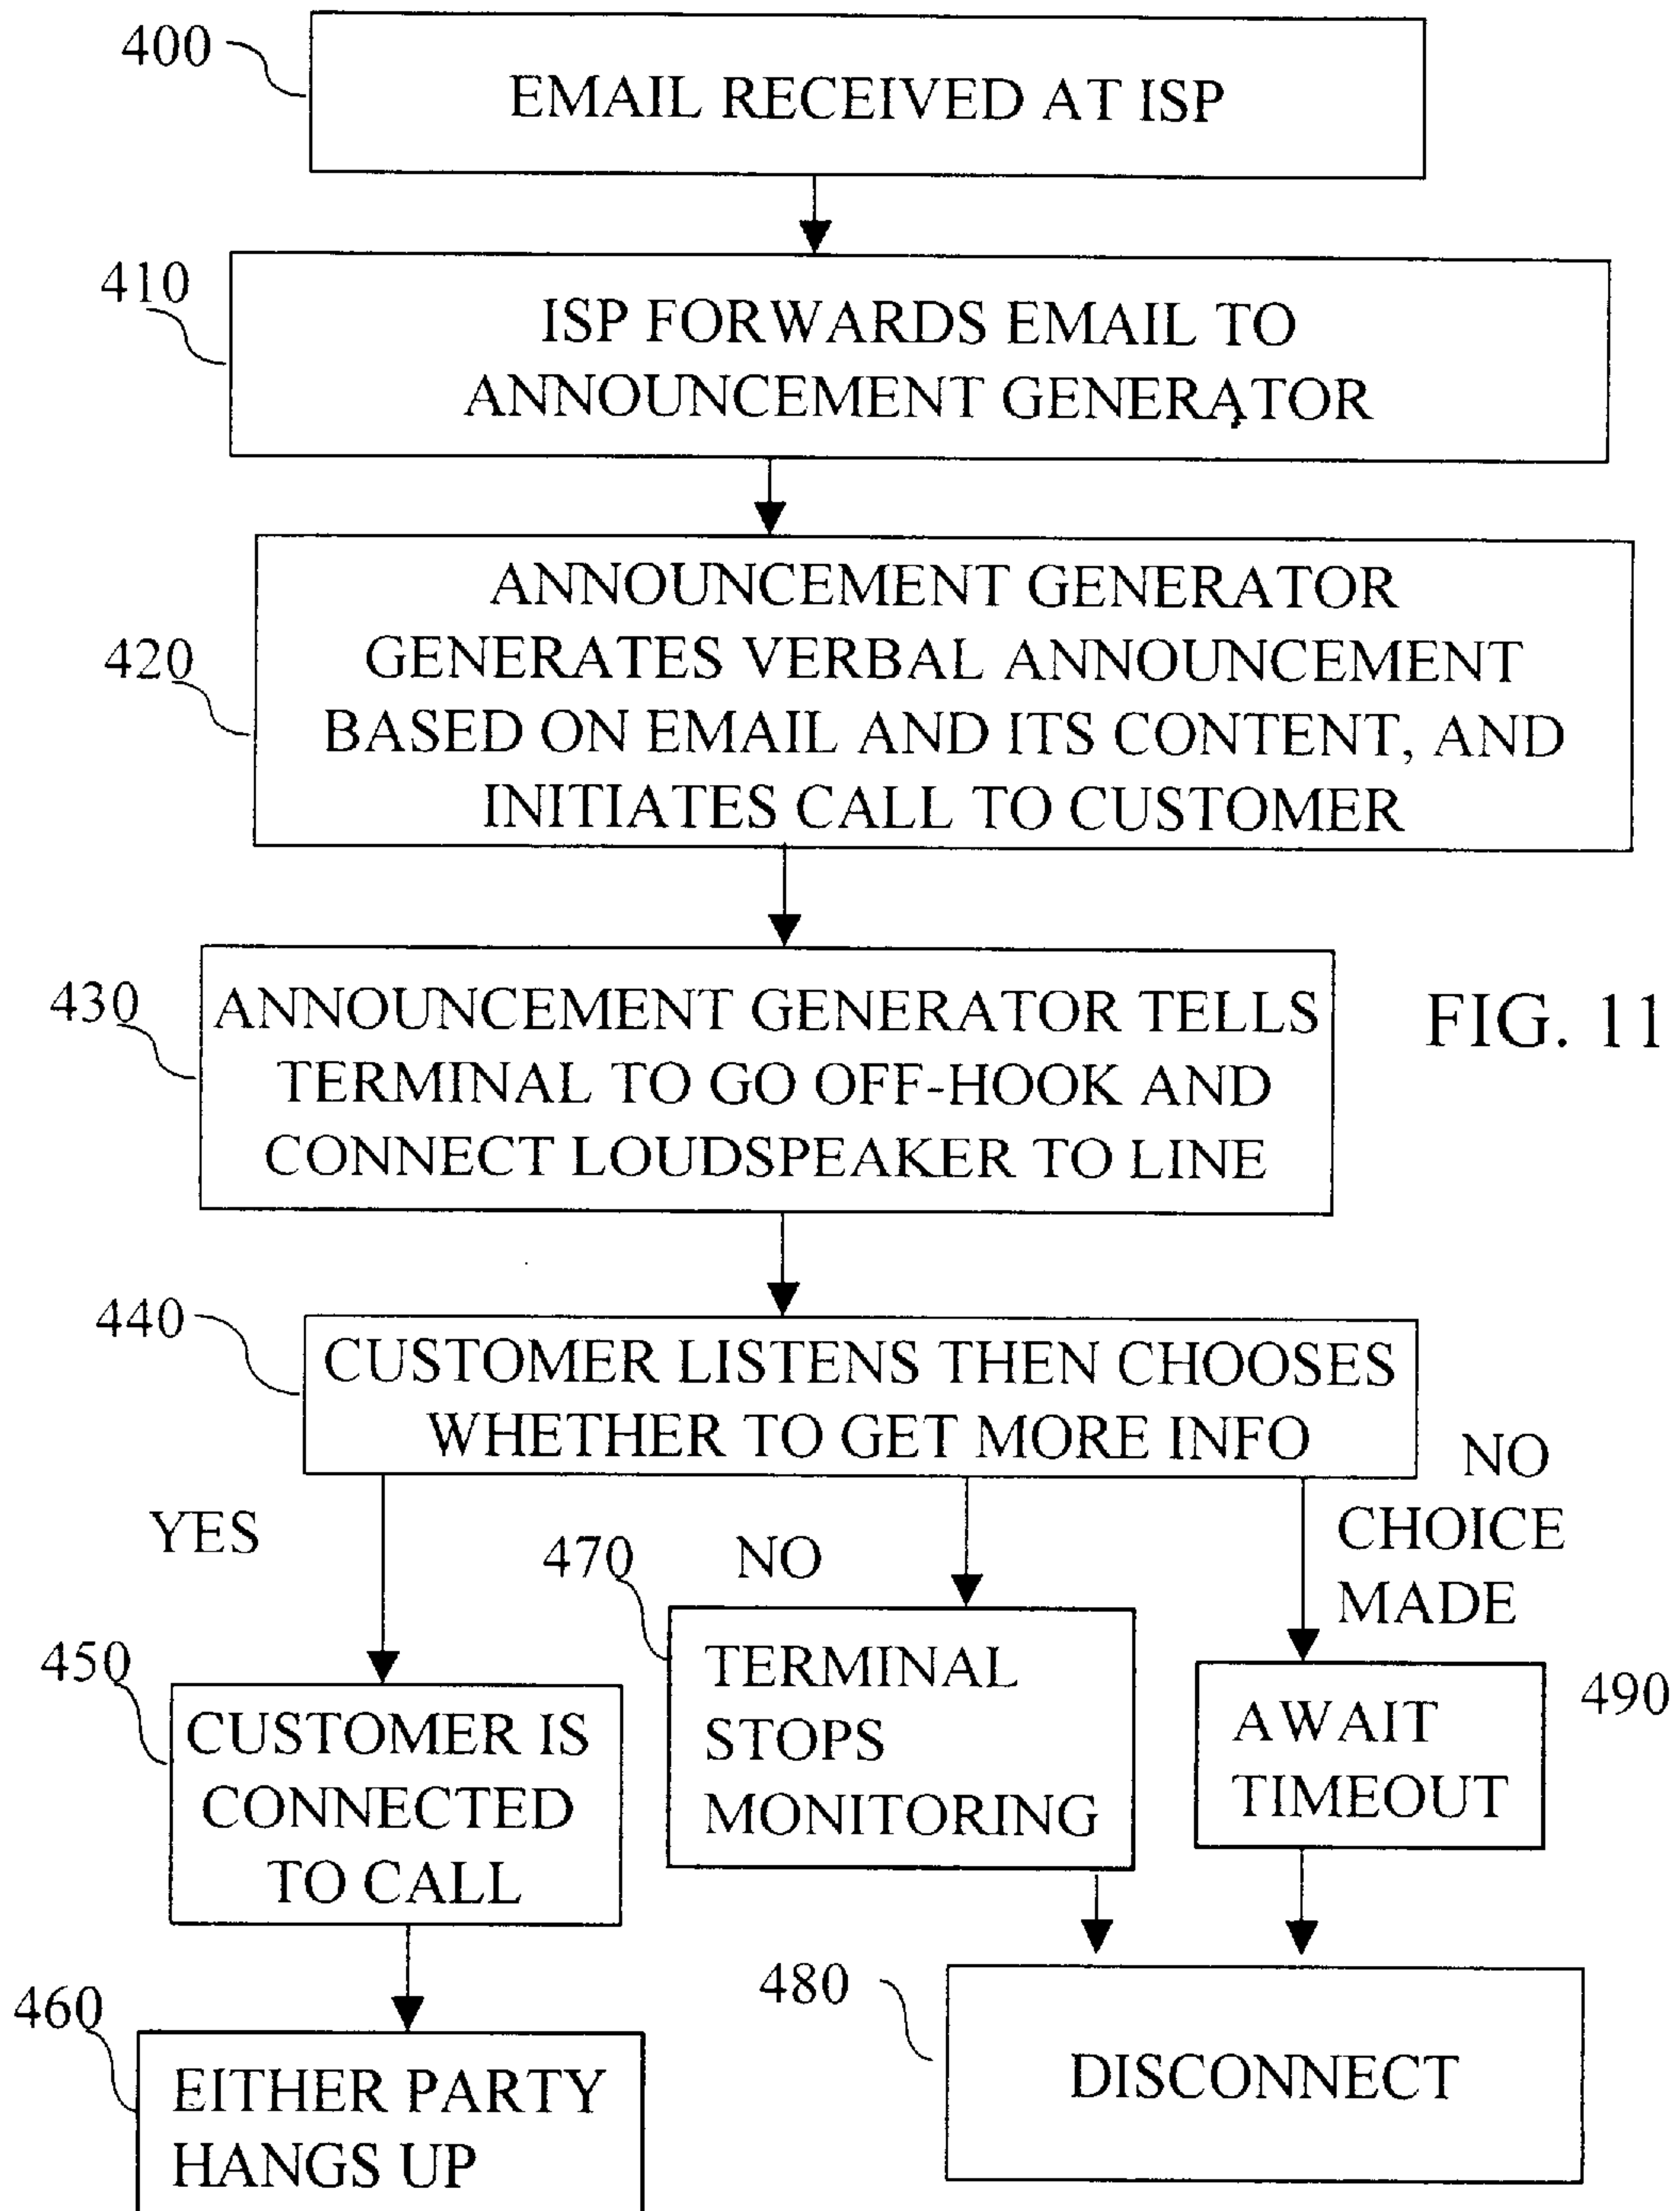 400
EMAIL RECEIVED AT ISP
410
ISP FORWARDS EMAIL TO
ANNOUNCEMENT GENERATOR
420
ANNOUNCEMENT GENERATOR
GENERATES VERBAL ANNOUNCEMENT
BASED ON EMAIL AND ITS CONTENT, AND
INITIATES CALL TO CUSTOMER
430
ANNOUNCEMENT GENERATOR TELLS
TERMINAL TO GO OFF-HOOK AND
CONNECT LOUDSPEAKER TO LINE
FIG. 11
440
CUSTOMER LISTENS THEN CHOOSES
WHETHER TO GET MORE INFO
YES
NO
NO
CHOICE
MADE
450
CUSTOMER IS
CONNECTED
TO CALL
470
TERMINAL
STOPS
MONITORING
490
AWAIT
TIMEOUT
460
EITHER PARTY
HANGS UP
480
DISCONNECT